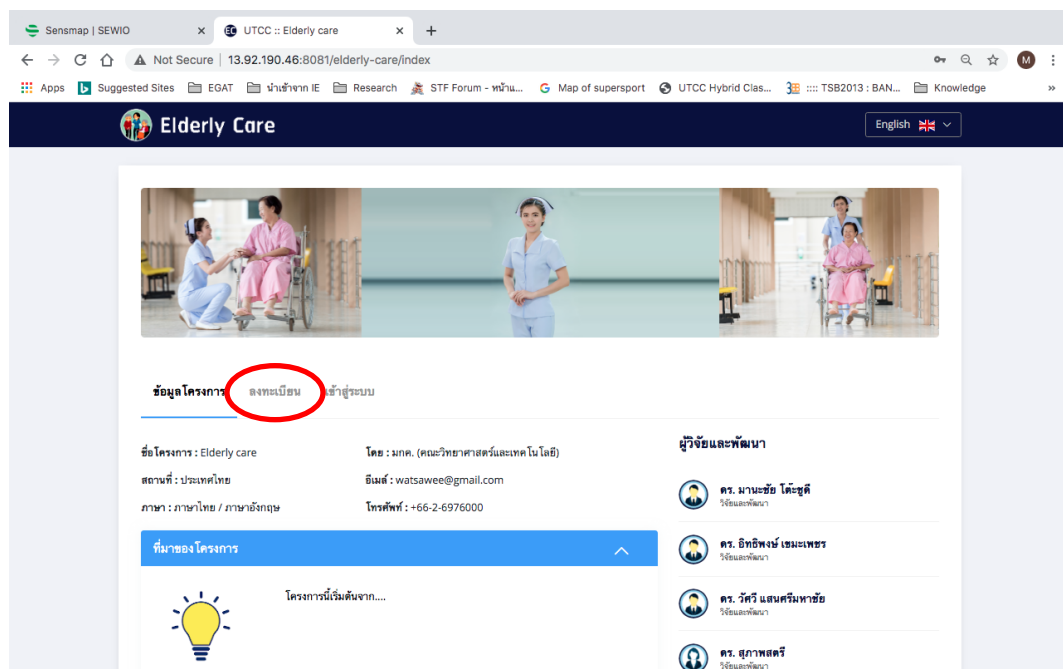 Sensmap | SEWIO
UTCC :: Elderly care
Not Secure | 13.92.190.46:8081/elderly-care/index
M
Apps
Suggested Sites
EGAT
นำเข้าจาก IE
Research
STF Forum - หน้าแ...
G Map of supersport
UTCC Hybrid Clas...
:::: TSB2013 : BAN...
Knowledge
»
Elderly Care
English
ข้อมูลโครงการ
ลงทะเบียน
เข้าสู่ระบบ
ชื่อโครงการ : Elderly care
โดย : มกค. (คณะวิทยาศาสตร์และเทคโนโลยี)
สถานที่ : ประเทศไทย
อีเมล์ : watsawee@gmail.com
ภาษา : ภาษาไทย / ภาษาอังกฤษ
โทรศัพท์ : +66-2-6976000
ที่มาของโครงการ
โครงการนี้เริ่มต้นจาก....
ผู้วิจัยและพัฒนา
ดร. มานะชัย โต๊ะชูดี
วิจัยและพัฒนา
ดร. อิทธิพงษ์ เขมะเพชร
วิจัยและพัฒนา
ดร. วัศวี แสนศรีมหาชัย
วิจัยและพัฒนา
ดร. สุภาพสตรี
วิจัยและพัฒนา